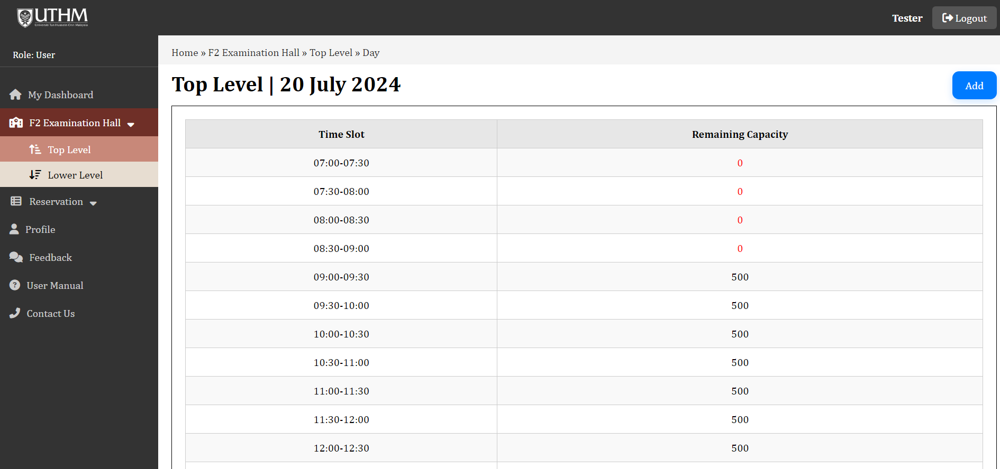 UTHM
Universiti Tun Hussein Onn Malaysia
Tester
Logout
Role: User
My Dashboard
F2 Examination Hall
Top Level
Lower Level
Reservation
Profile
Feedback
User Manual
Contact Us
Home » F2 Examination Hall » Top Level » Day
Top Level | 20 July 2024
Add
Time Slot Remaining Capacity
07:00-07:30 0
07:30-08:00 0
08:00-08:30 0
08:30-09:00 0
09:00-09:30 500
09:30-10:00 500
10:00-10:30 500
10:30-11:00 500
11:00-11:30 500
11:30-12:00 500
12:00-12:30 500